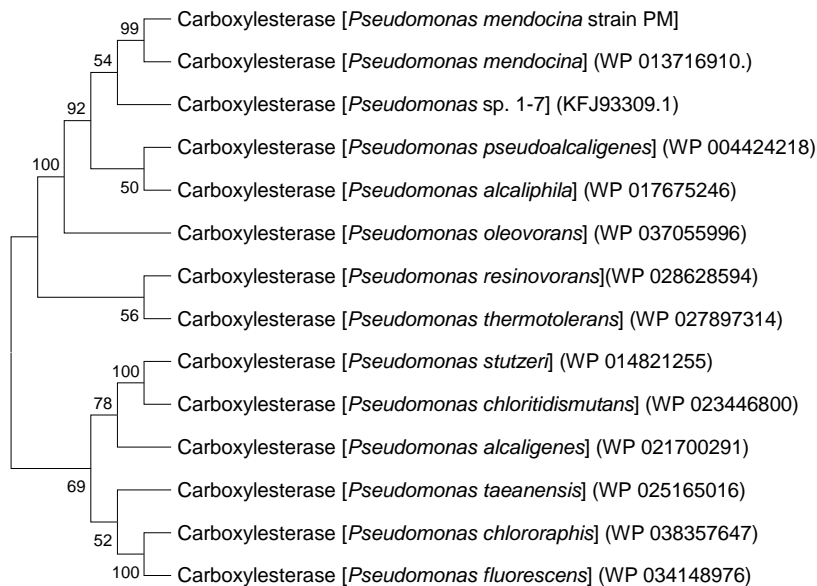 Carboxylesterase [Pseudomonas mendocina strain PM]
99
Carboxylesterase [Pseudomonas mendocina] (WP 013716910.)
54
Carboxylesterase [Pseudomonas sp. 1-7] (KFJ93309.1)
92
Carboxylesterase [Pseudomonas pseudoalcaligenes] (WP 004424218)
100
50
Carboxylesterase [Pseudomonas alcaliphila] (WP 017675246)
Carboxylesterase [Pseudomonas oleovorans] (WP 037055996)
Carboxylesterase [Pseudomonas resinovorans](WP 028628594)
56
Carboxylesterase [Pseudomonas thermotolerans] (WP 027897314)
Carboxylesterase [Pseudomonas stutzeri] (WP 014821255)
100
Carboxylesterase [Pseudomonas chloritidismutans] (WP 023446800)
78
Carboxylesterase [Pseudomonas alcaligenes] (WP 021700291)
69
Carboxylesterase [Pseudomonas taeanensis] (WP 025165016)
52
Carboxylesterase [Pseudomonas chlororaphis] (WP 038357647)
100
Carboxylesterase [Pseudomonas fluorescens] (WP 034148976)